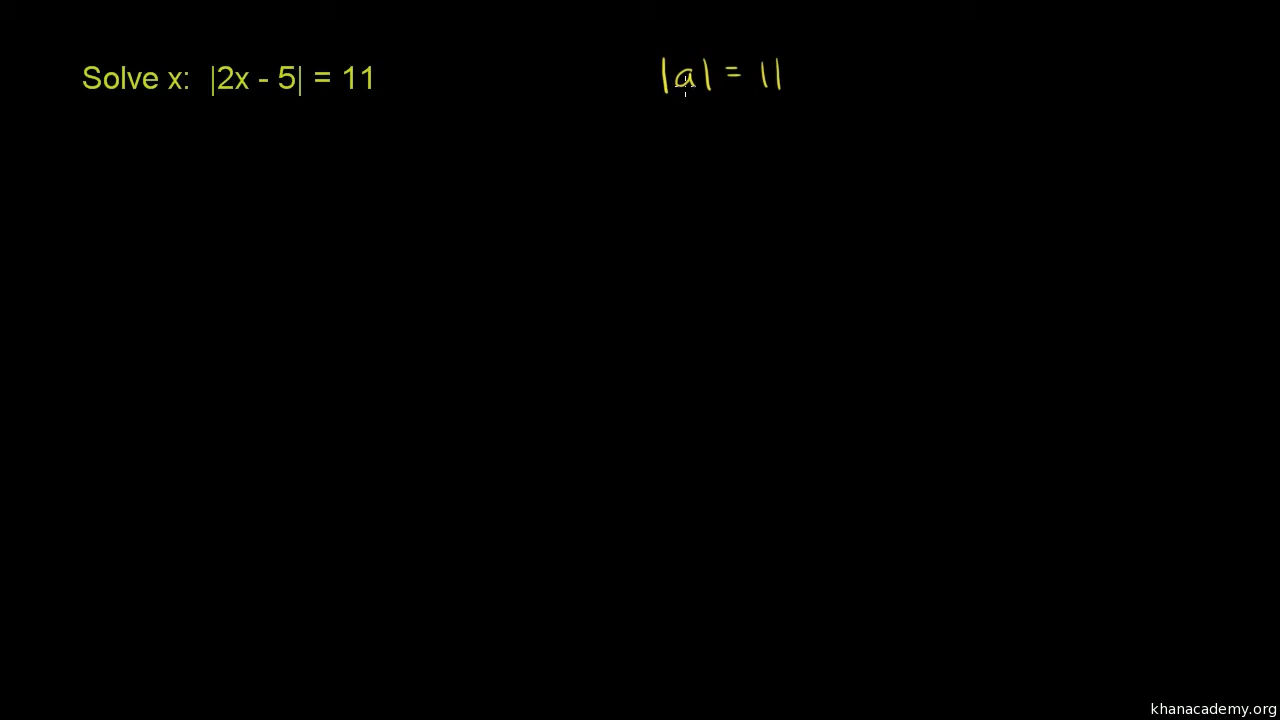 Solve x: |2x - 5| = 11
|a| = 11
khanacademy.org